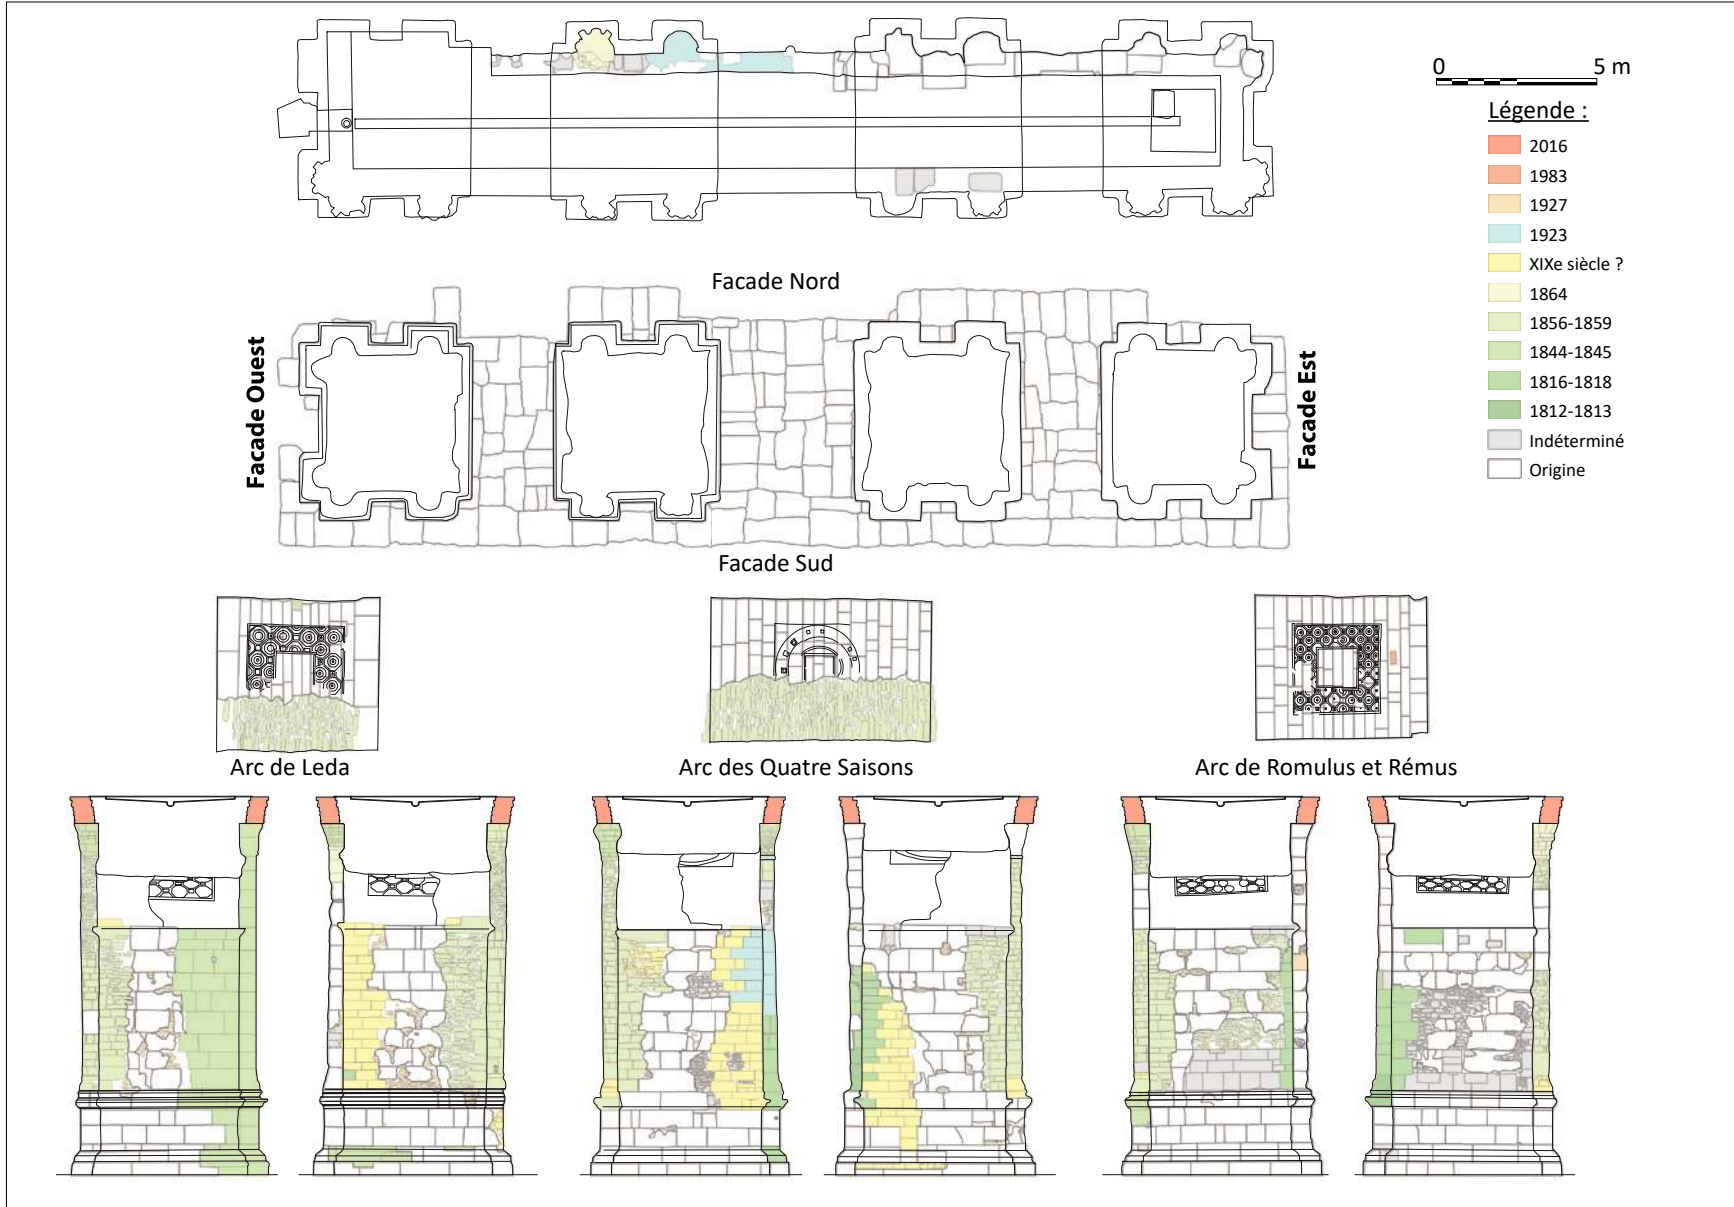 0 5 m
Légende :
2016
1983
1927
1923
XIXe siècle ?
1864
1856-1859
1844-1845
1816-1818
1812-1813
Indéterminé
Origine
Facade Nord
Facade Ouest
Facade Est
Facade Sud
Arc de Leda
Arc des Quatre Saisons
Arc de Romulus et Rémus